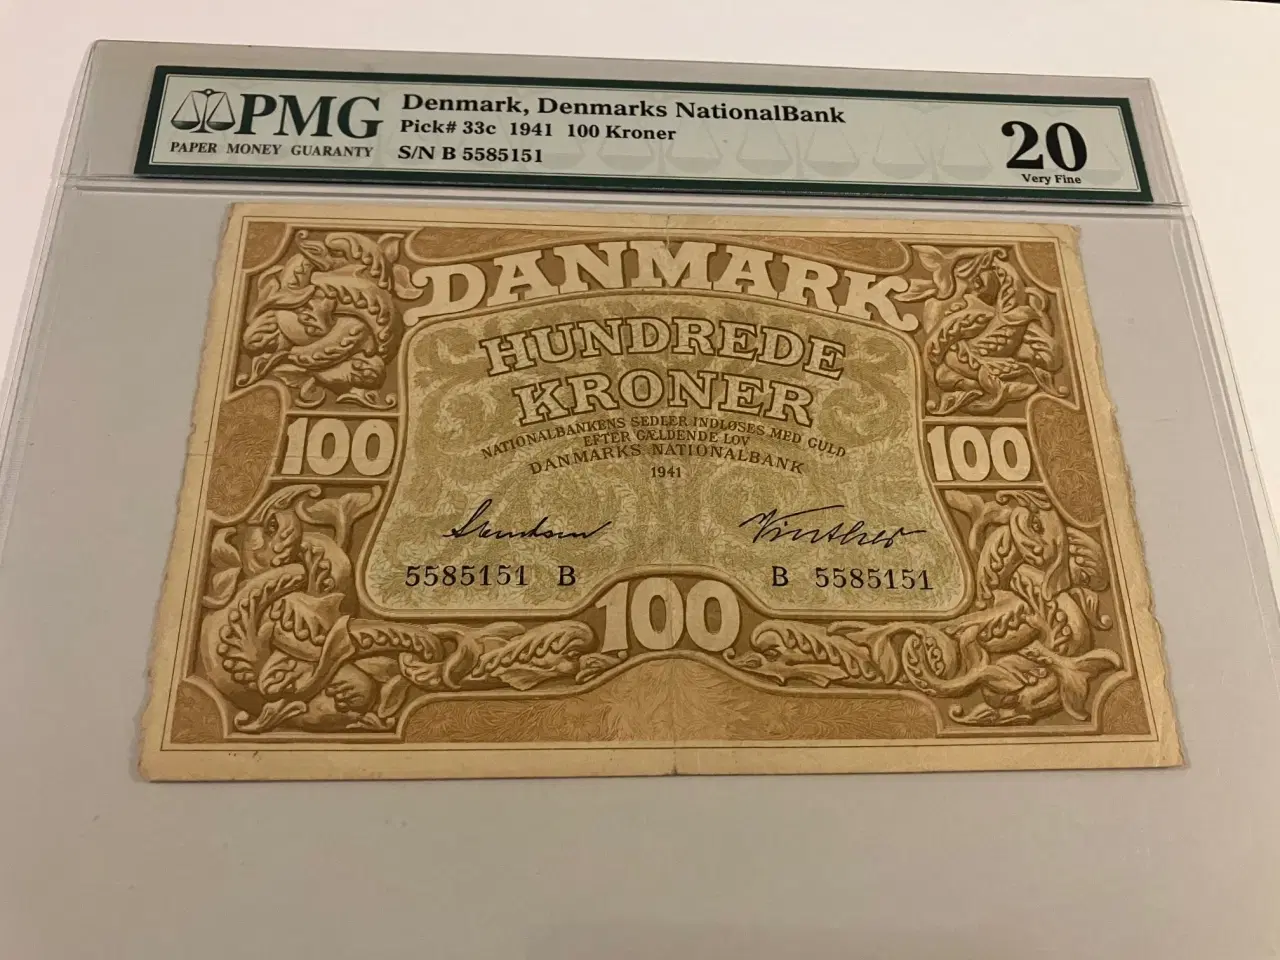 PMG
PAPER MONEY GUARANTY
Denmark, Denmarks NationalBank
Pick# 33c 1941 100 Kroner
S/N B 5585151
20
Very Fine
DANMARK
HUNDREDE
KRONER
NATIONALBANKENS SEDLER INDLØSES MED GULD
EFTER GÆLDENDE LOV
DANMARKS NATIONALBANK
1941
100
100
Svendsen
5585151 B
B 5585151
100